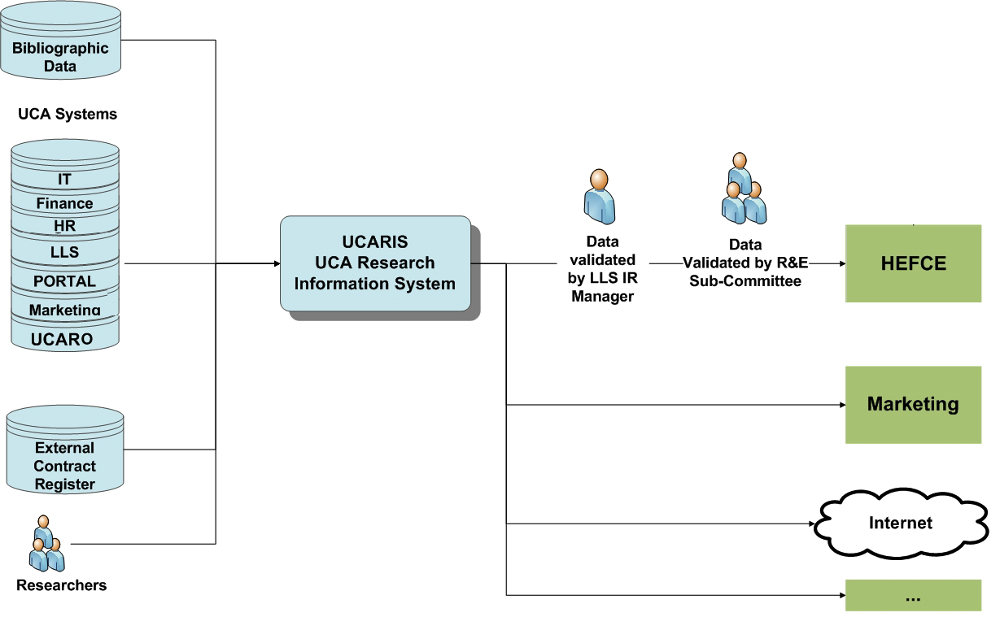 Bibliographic
Data
UCA Systems
IT
Finance
HR
LLS
PORTAL
Marketing
UCARO
External
Contract
Register
Researchers
UCARIS
UCA Research
Information System
Data
validated
by LLS IR
Manager
Data
Validated by R&E
Sub-Committee
HEFCE
Marketing
Internet
...